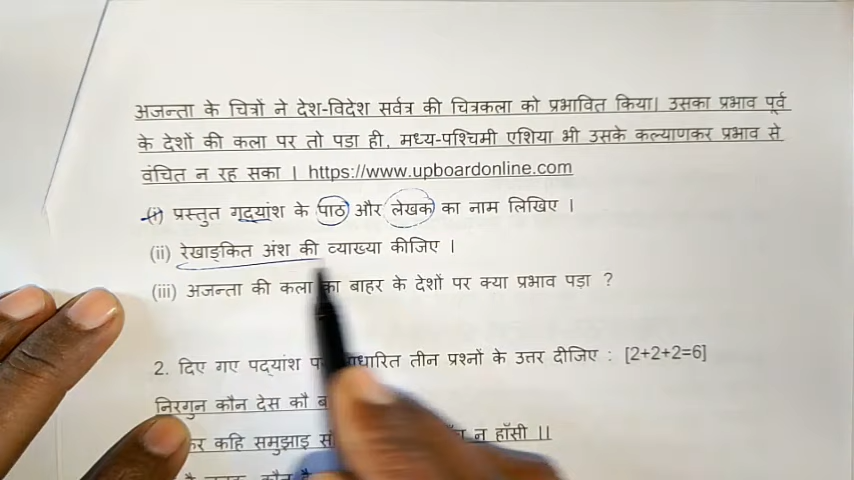 अजन्ता के चित्रों ने देश-विदेश सर्वत्र की चित्रकला को प्रभावित किया। उसका प्रभाव पूर्व
के देशों की कला पर तो पड़ा ही, मध्य-पश्चिमी एशिया भी उसके कल्याणकर प्रभाव से
वंचित न रह सका । https://www.upboardonline.com
(i) प्रस्तुत गद्यांश के पाठ और लेखक का नाम लिखिए ।
(ii) रेखाङ्कित अंश की व्याख्या कीजिए ।
(iii) अजन्ता की कला का बाहर के देशों पर क्या प्रभाव पड़ा ?
2. दिए गए पद्यांश पर आधारित तीन प्रश्नों के उत्तर दीजिए : [2+2+2=6]
निरगुन कौन देस कौ
कहि समुझाइ न हाँसी ।।